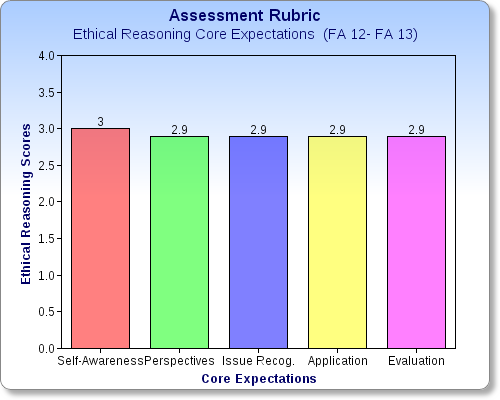 Assessment Rubric
Ethical Reasoning Core Expectations (FA 12- FA 13)
Ethical Reasoning Scores
4.0
3.5
3.0
2.5
2.0
1.5
1.0
0.5
0.0
3 2.9 2.9 2.9 2.9
Self-Awareness Perspectives Issue Recog. Application Evaluation
Core Expectations